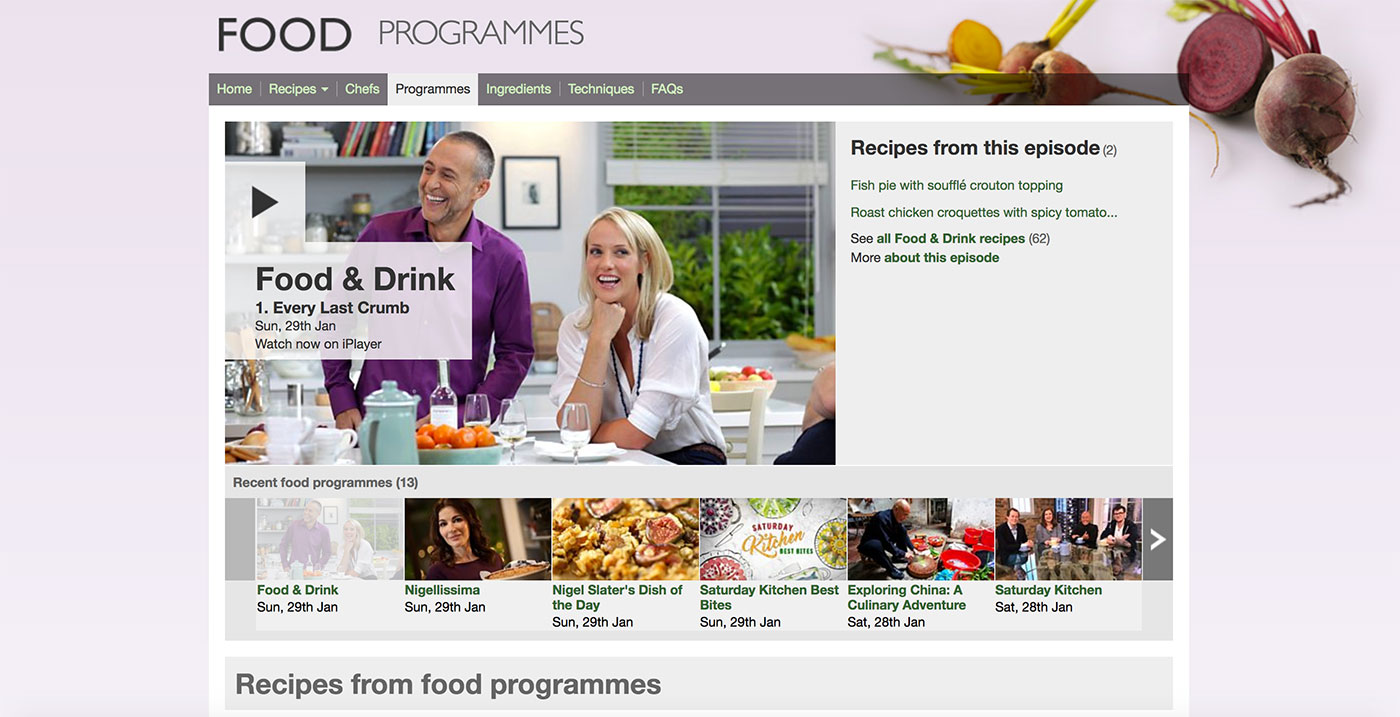 FOOD PROGRAMMES
Home Recipes Chefs Programmes Ingredients Techniques FAQs
Food & Drink
1. Every Last Crumb
Sun, 29th Jan
Watch now on iPlayer
Recipes from this episode (2)
Fish pie with soufflé crouton topping
Roast chicken croquettes with spicy tomato...
See all Food & Drink recipes (62)
More about this episode
Recent food programmes (13)
SATURDAY
Kitchen
BEST BITES
Food & Drink
Sun, 29th Jan
Nigellissima
Sun, 29th Jan
Nigel Slater's Dish of
the Day
Sun, 29th Jan
Saturday Kitchen Best
Bites
Sun, 29th Jan
Exploring China: A
Culinary Adventure
Sat, 28th Jan
Saturday Kitchen
Sat, 28th Jan
Recipes from food programmes